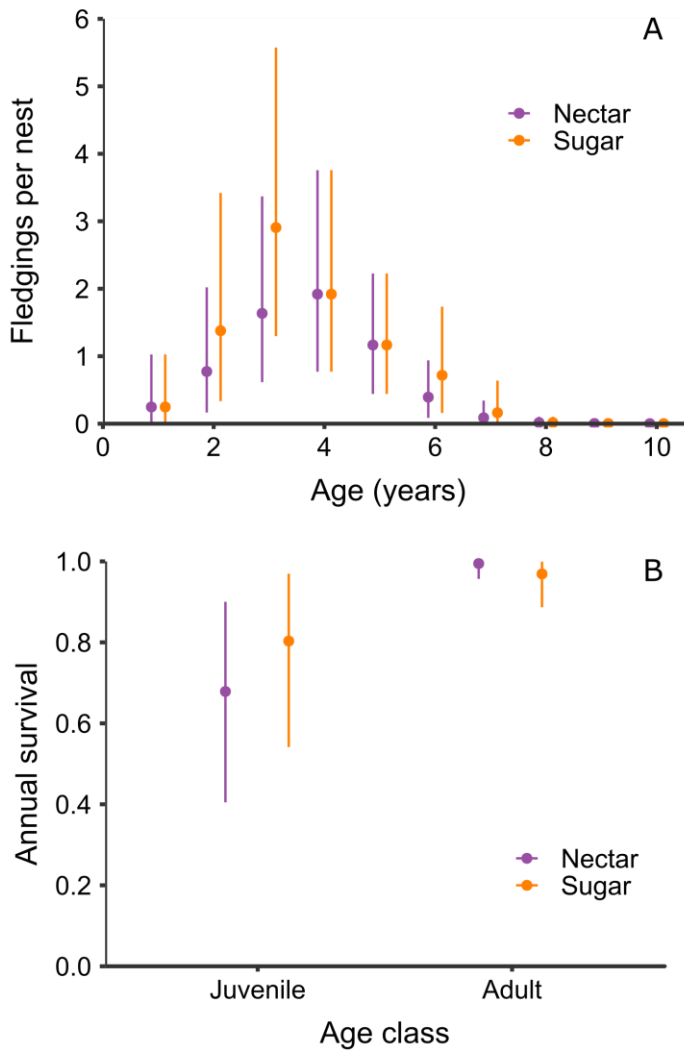 A
6
5
4
3
2
1
0
Fledgings per nest
Nectar
Sugar
0 2 4 6 8 10
Age (years)
B
1.0
0.8
0.6
0.4
0.2
0.0
Annual survival
Nectar
Sugar
Juvenile Adult
Age class